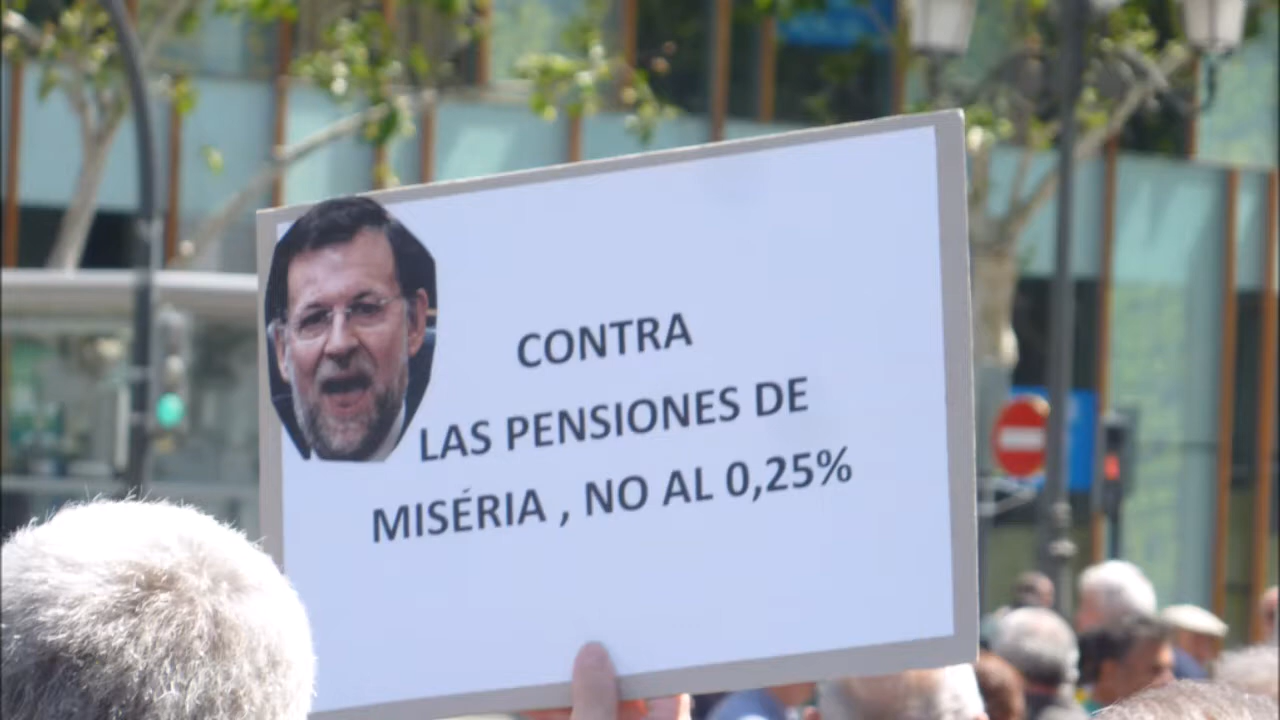 CONTRA
LAS PENSIONES DE
MISÉRIA , NO AL 0,25%